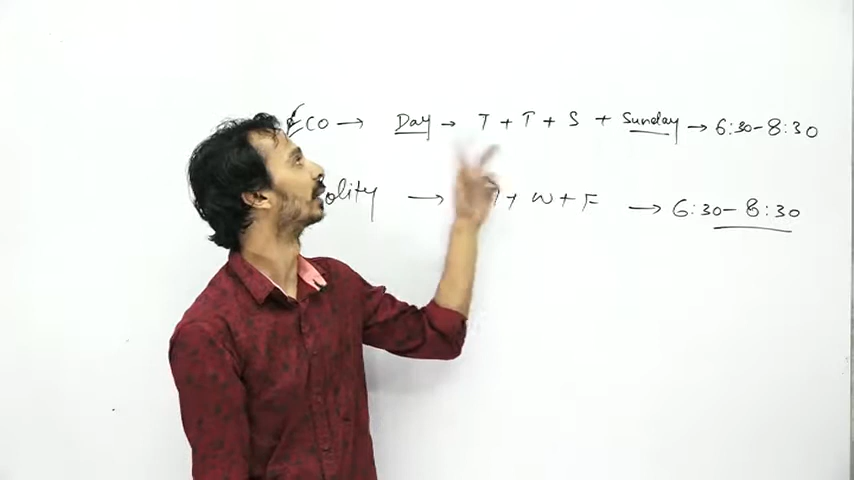 ECO → Day → T + T + S + Sunday → 6:30-8:30
olity → + W + F → 6:30-8:30